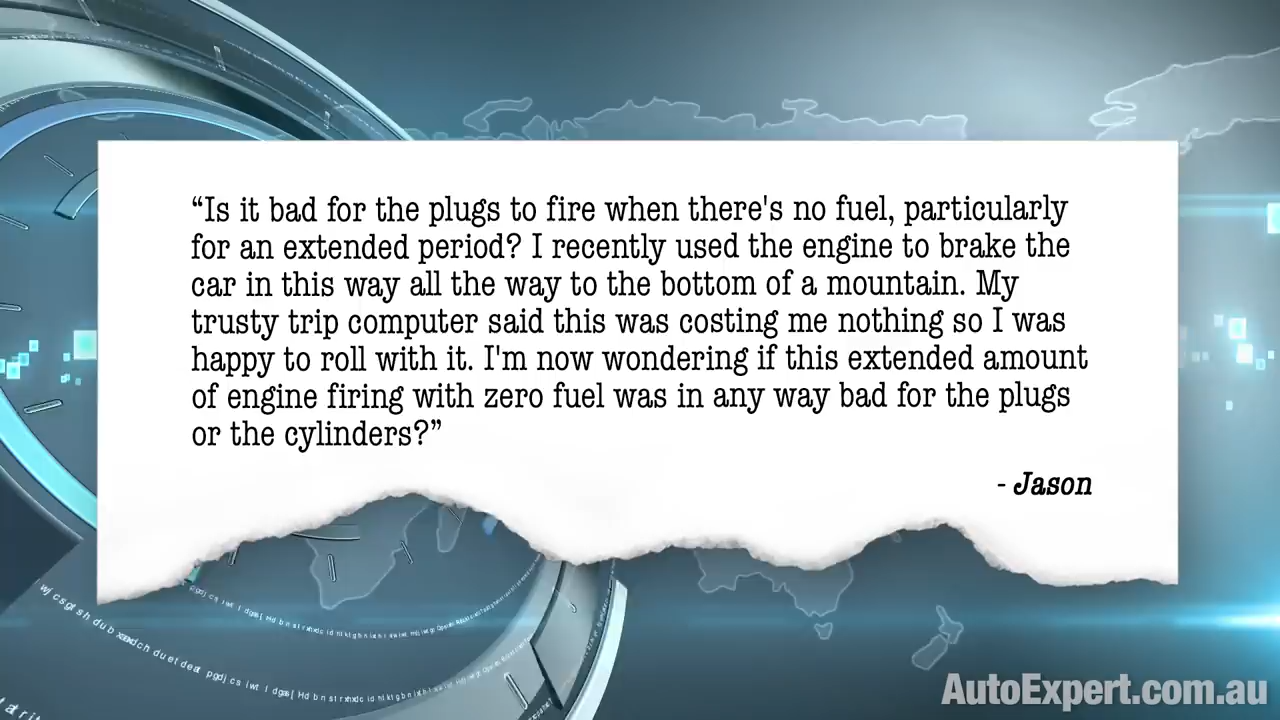 “Is it bad for the plugs to fire when there's no fuel, particularly
for an extended period? I recently used the engine to brake the
car in this way all the way to the bottom of a mountain. My
trusty trip computer said this was costing me nothing so I was
happy to roll with it. I'm now wondering if this extended amount
of engine firing with zero fuel was in any way bad for the plugs
or the cylinders?”
- Jason
AutoExpert.com.au